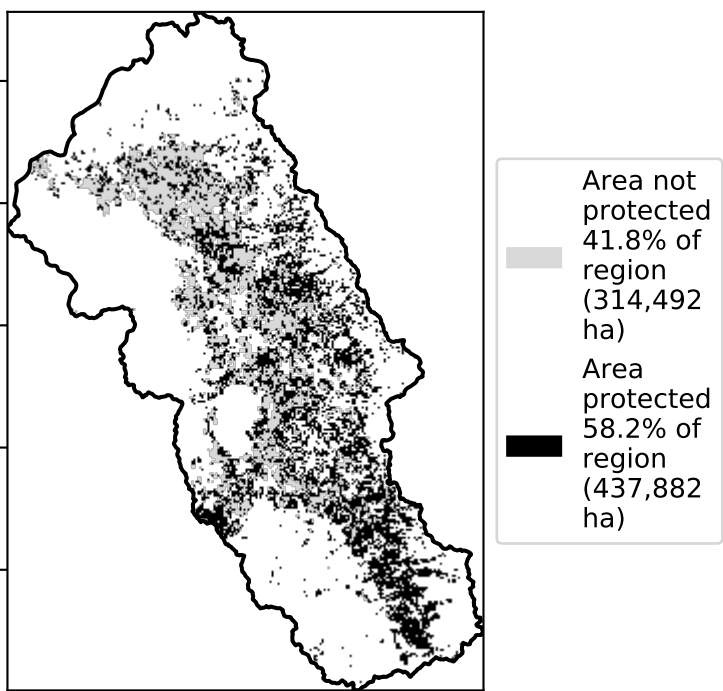 Area not
protected
41.8% of
region
(314,492
ha)
Area
protected
58.2% of
region
(437,882
ha)